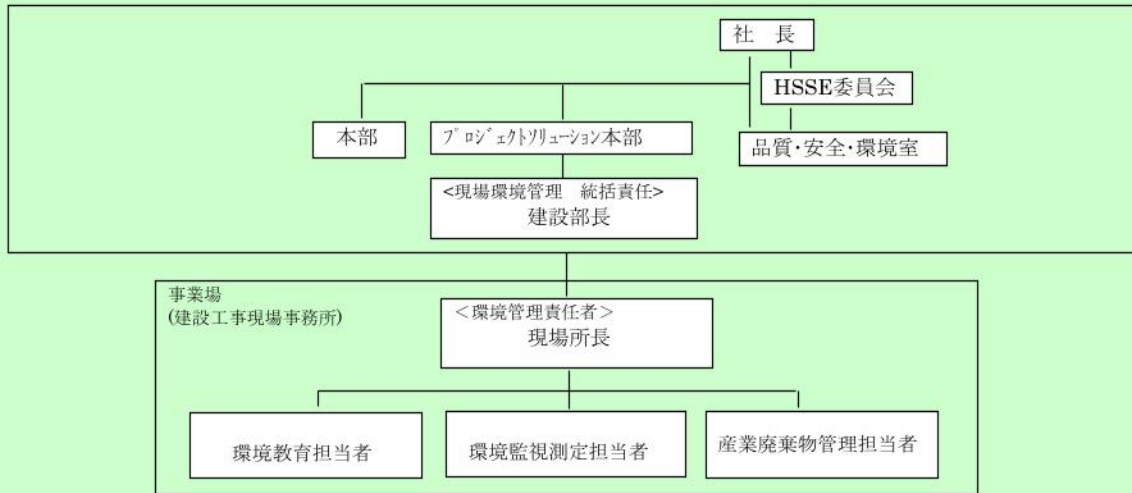 社　長
HSSE委員会
本部
ﾌﾟﾛｼﾞｪｸﾄｿﾘｭｰｼｮﾝ本部
品質･安全･環境室
<現場環境管理　統括責任>
建設部長
事業場
(建設工事現場事務所)
＜環境管理責任者＞
現場所長
環境教育担当者
環境監視測定担当者
産業廃棄物管理担当者